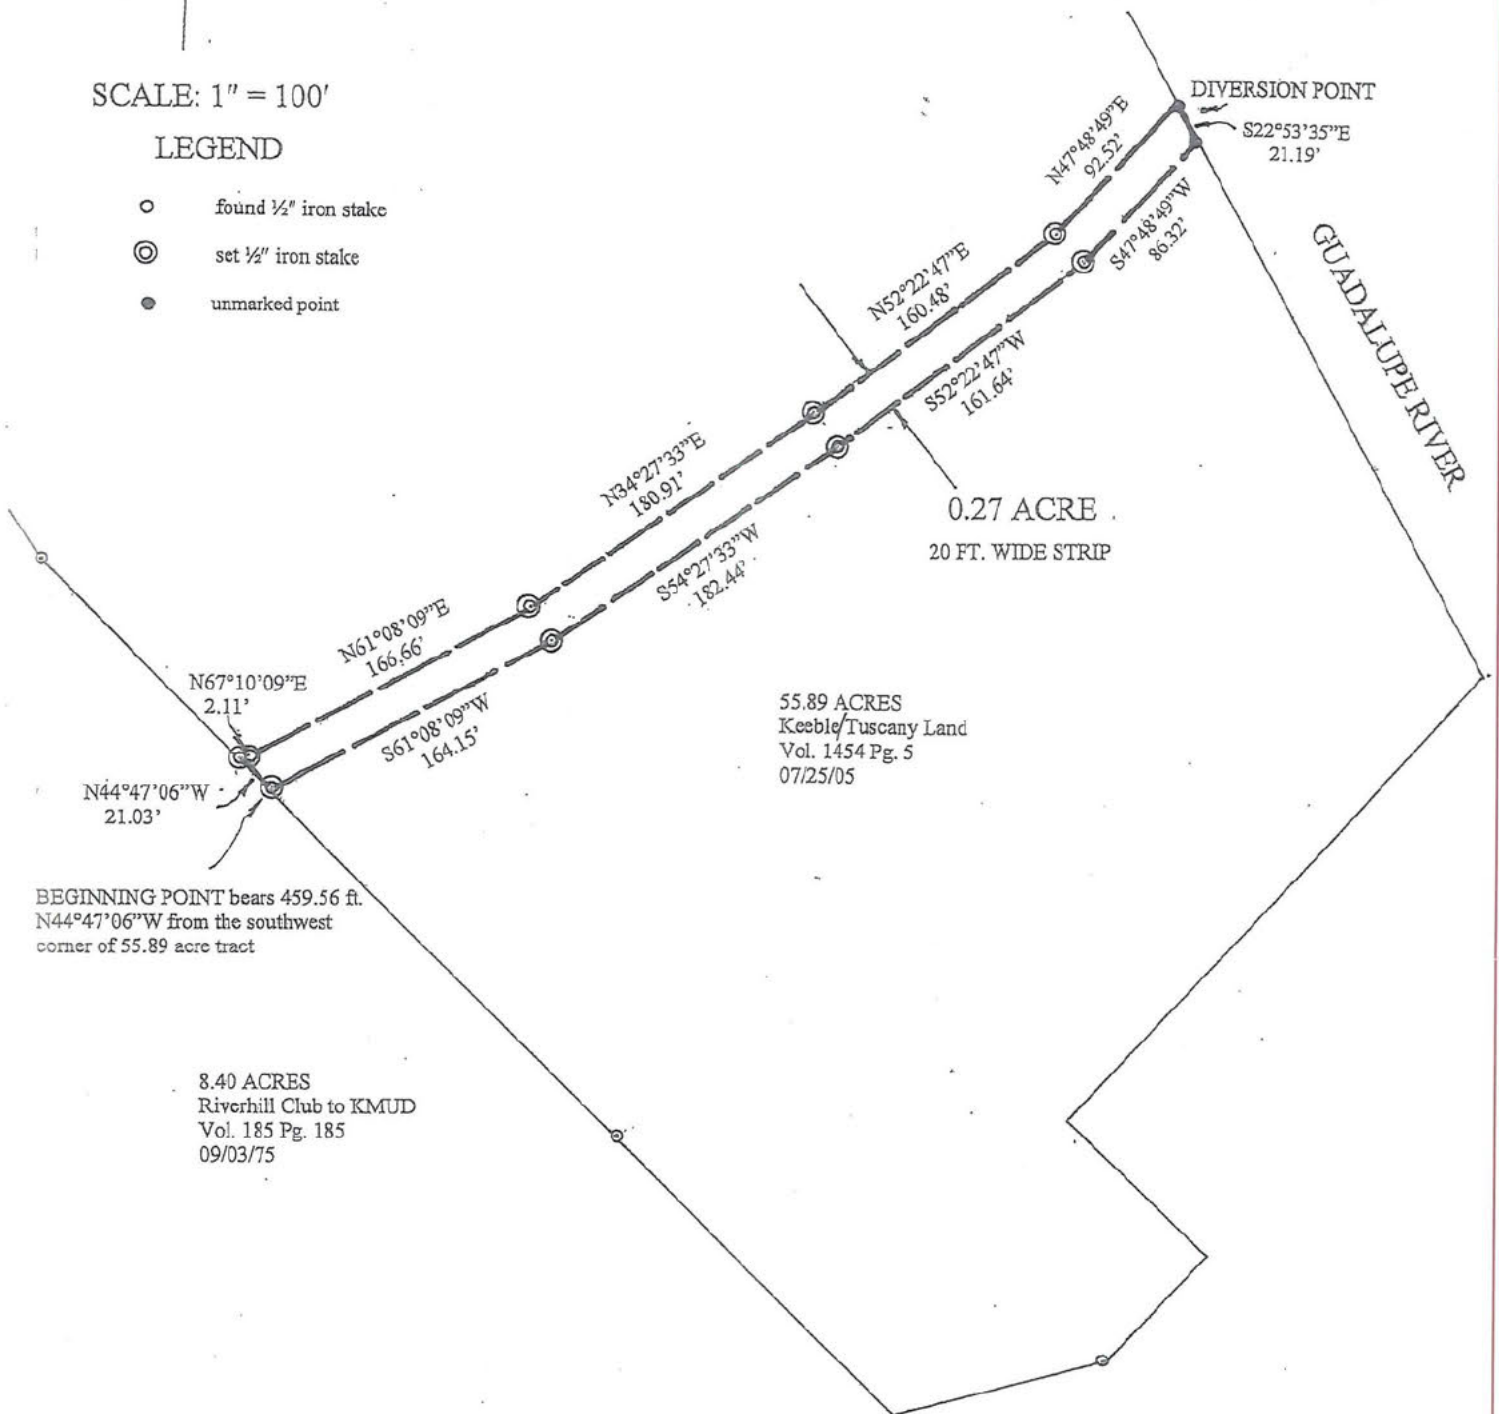 SCALE: 1" = 100'
LEGEND
found ½" iron stake
set ½" iron stake
unmarked point
DIVERSION POINT
S22°53'35"E
21.19'
N47°48'49"E
92.52'
S47°48'49"W
86.32'
GUADALUPE RIVER
N52°22'47"E
160.48'
S52°22'47"W
161.64'
0.27 ACRE
20 FT. WIDE STRIP
N34°27'33"E
180.91'
S54°27'33"W
182.44'
N61°08'09"E
166.66'
S61°08'09"W
164.15'
N67°10'09"E
2.11'
N44°47'06"W
21.03'
BEGINNING POINT bears 459.56 ft.
N44°47'06"W from the southwest
corner of 55.89 acre tract
55.89 ACRES
Keeble/Tuscany Land
Vol. 1454 Pg. 5
07/25/05
8.40 ACRES
Riverhill Club to KMUD
Vol. 185 Pg. 185
09/03/75